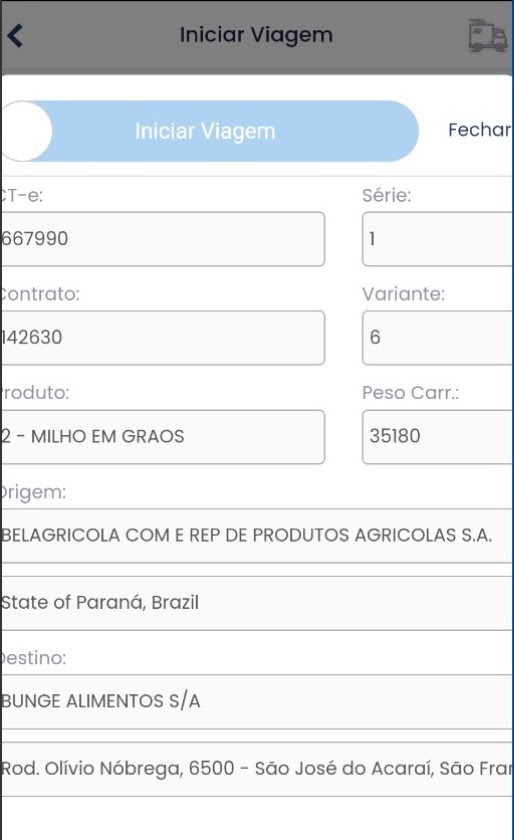 Iniciar Viagem
Iniciar Viagem Fechar
CT-e: Série:
667990 1
Contrato: Variante:
142630 6
Produto: Peso Carr.:
2 - MILHO EM GRAOS 35180
Origem:
BELAGRICOLA COM E REP DE PRODUTOS AGRICOLAS S.A.
State of Paraná, Brazil
Destino:
BUNGE ALIMENTOS S/A
Rod. Olívio Nóbrega, 6500 - São José do Acaraí, São Fran